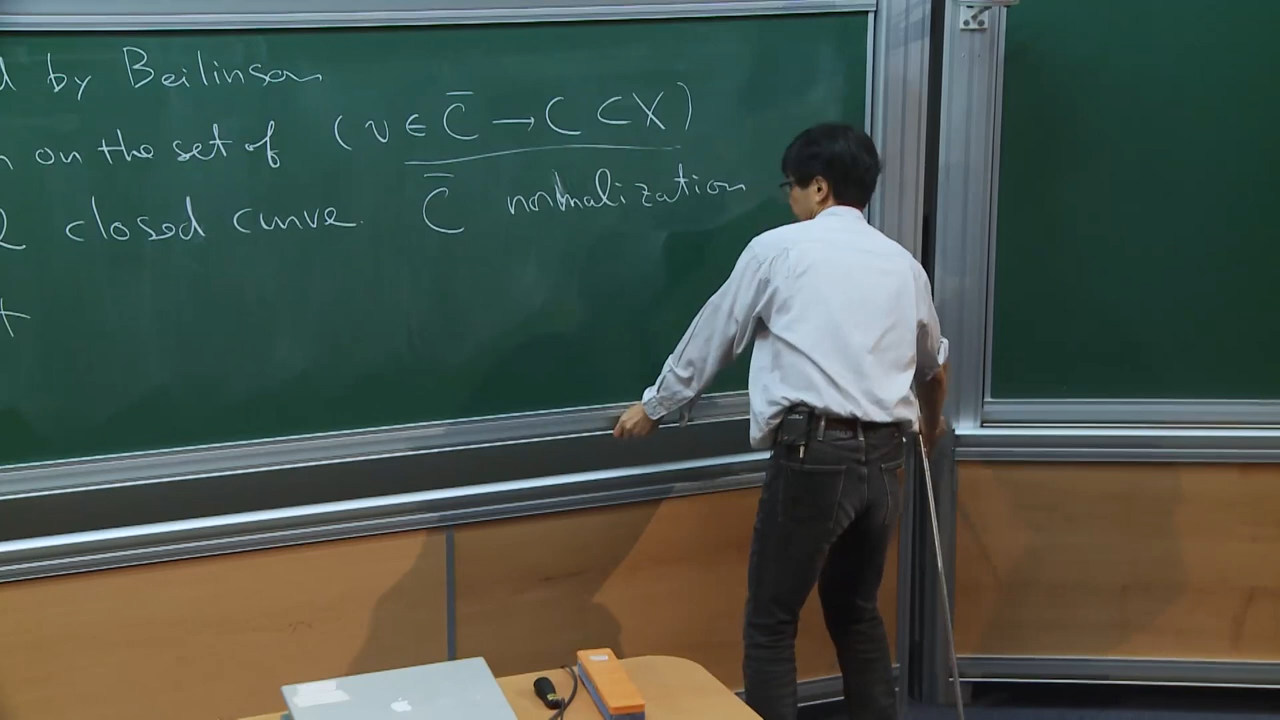 by Beilinson
on the set of (v ∈ C̄ → C ⊂ X)
closed curve. C̄ normalization